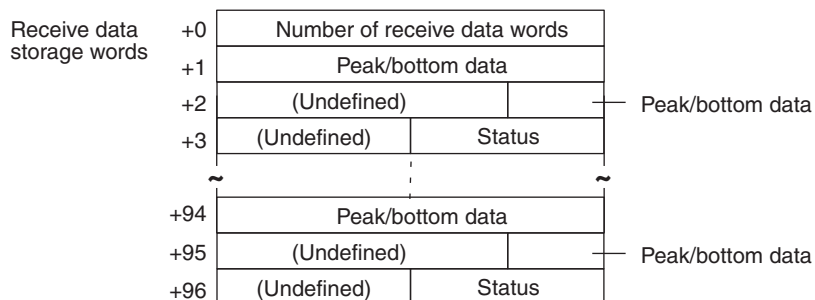 Receive data
storage words
+0 Number of receive data words
+1 Peak/bottom data
+2 (Undefined) Peak/bottom data
+3 (Undefined) Status
~ ~
+94 Peak/bottom data
+95 (Undefined) Peak/bottom data
+96 (Undefined) Status